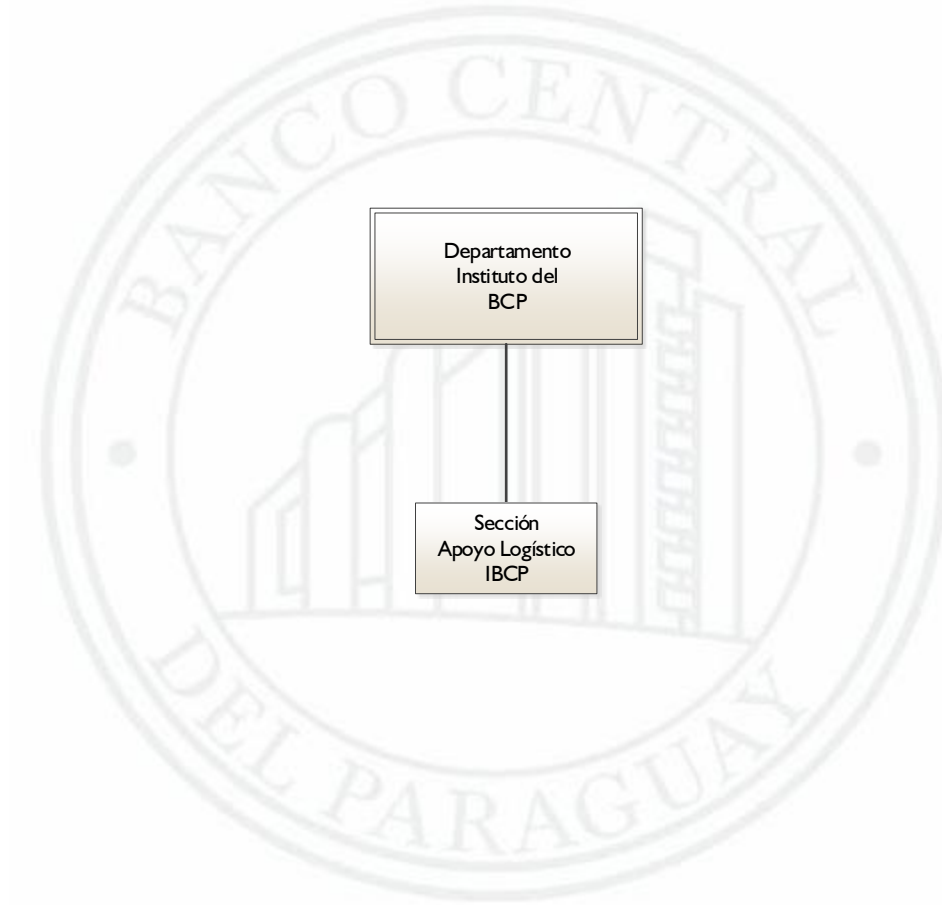 BANCO CENTRAL
Departamento
Instituto del
BCP
Sección
Apoyo Logístico
IBCP
DEL PARAGUAY